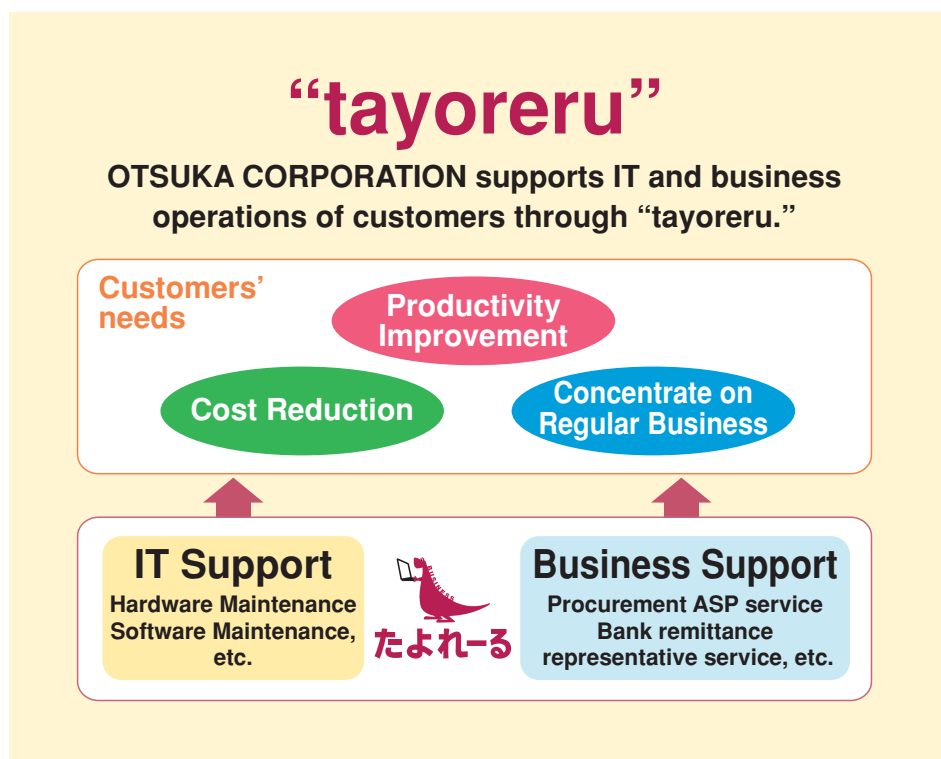 “tayoreru”
OTSUKA CORPORATION supports IT and business
operations of customers through “tayoreru.”
Customers’
needs
Productivity
Improvement
Cost Reduction
Concentrate on
Regular Business
IT Support
Hardware Maintenance
Software Maintenance,
etc.
BUSINESS
たよれーる
Business Support
Procurement ASP service
Bank remittance
representative service, etc.